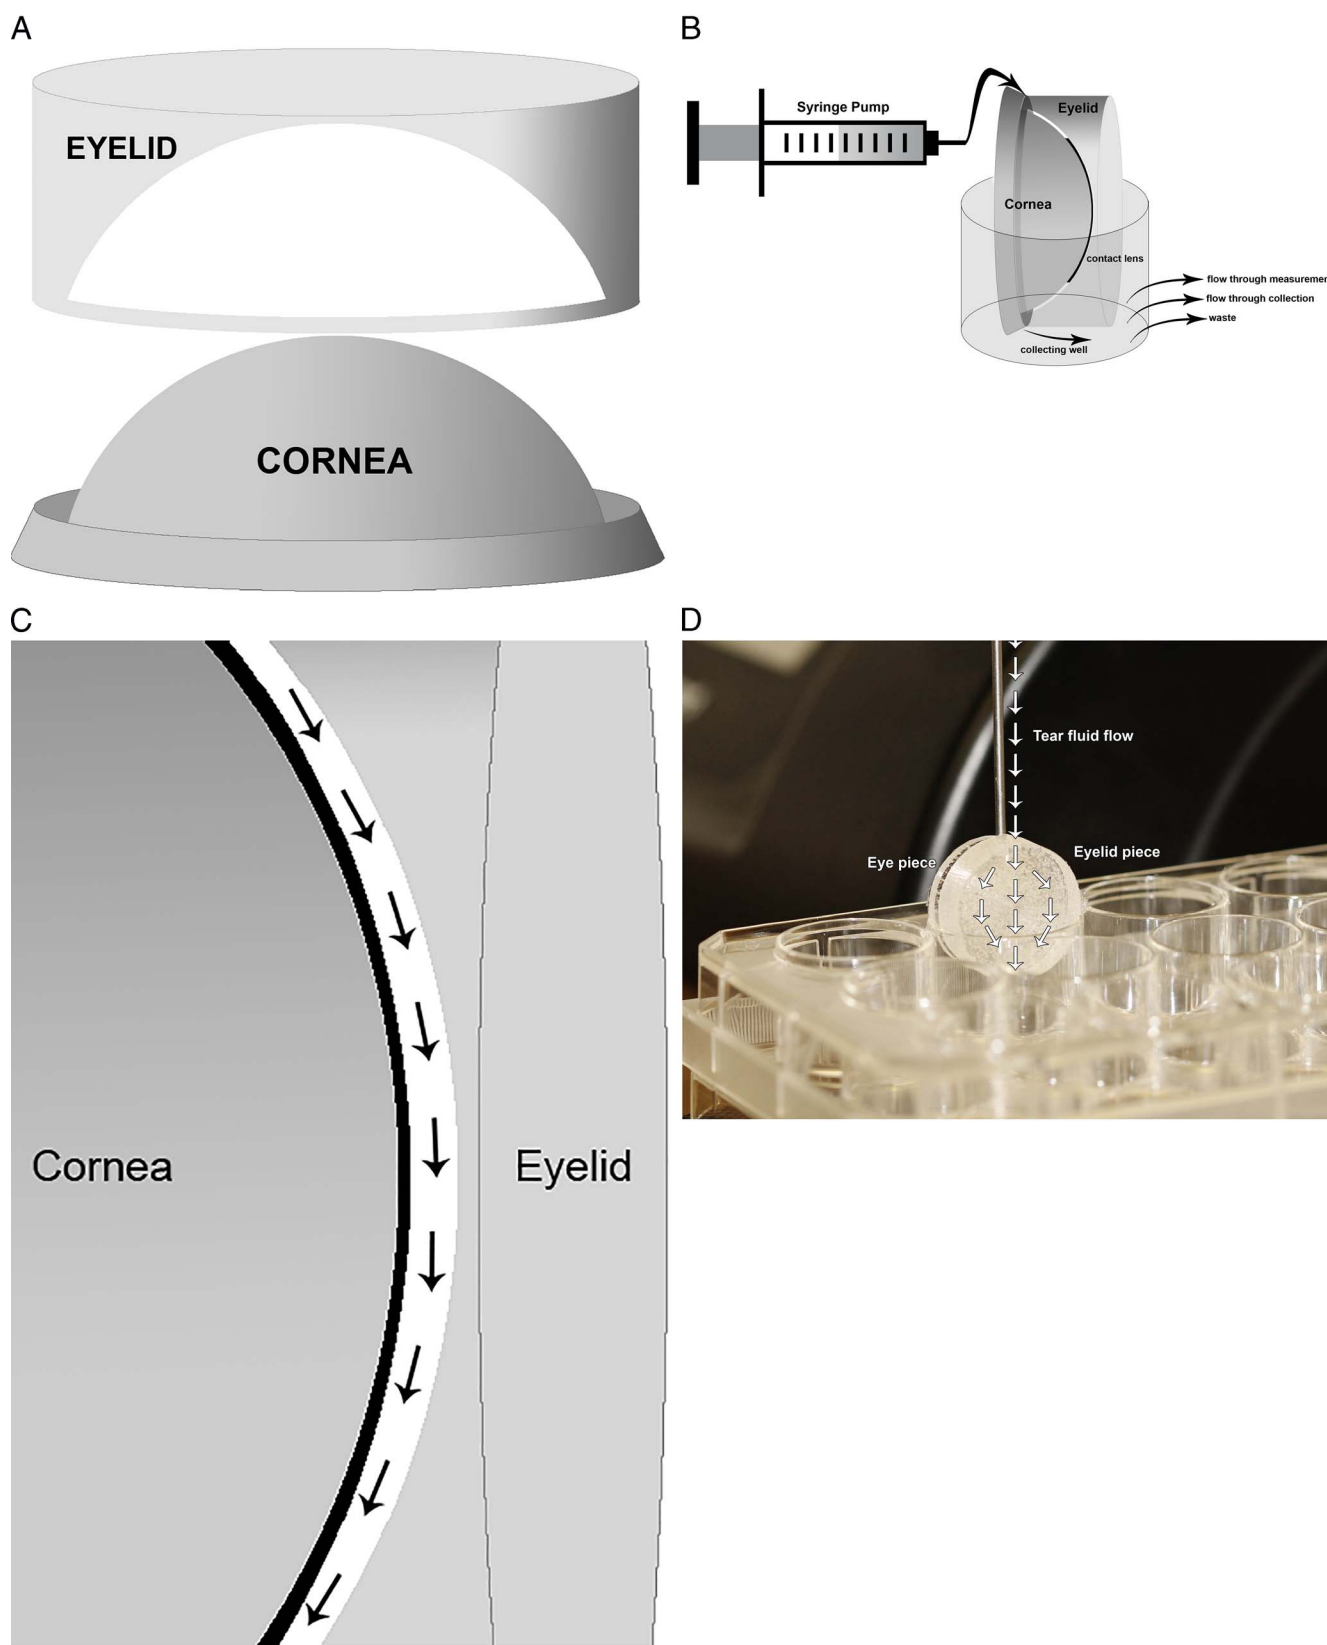 A
EYELID
CORNEA
B
Syringe Pump
Eyelid
Cornea
contact lens
flow through measuremen
flow through collection
waste
collecting well
C
Cornea
Eyelid
D
Tear fluid flow
Eye piece
Eyelid piece